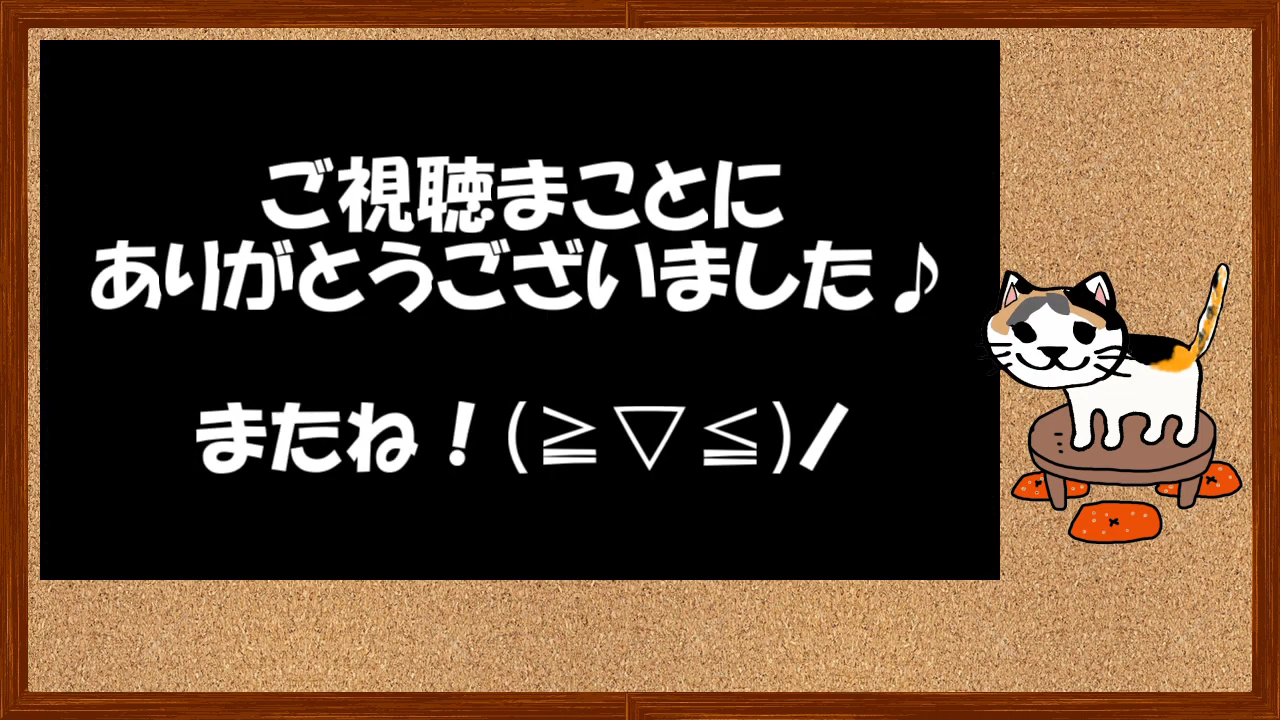 ご視聴まことに
ありがとうございました♪
またね！(≧▽≦)/